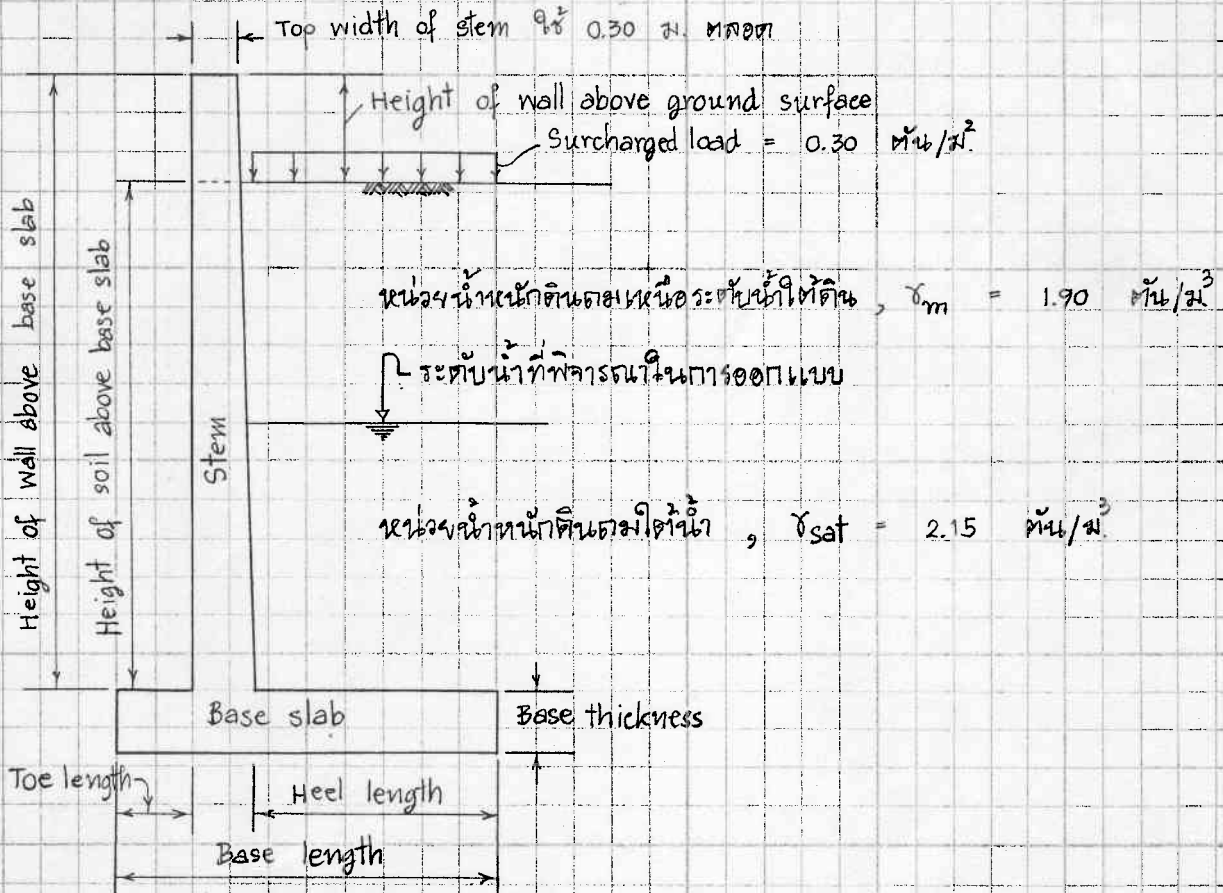 Top width of stem ใช้ 0.30 ม. ตลอด
Height of wall above ground surface
Surcharged load = 0.30 ตัน/ม.²
Height of wall above base slab
Height of soil above base slab
Stem
หน่วยน้ำหนักดินถมเหนือระดับน้ำใต้ดิน , γm = 1.90 ตัน/ม.³
ระดับน้ำที่พิจารณาในการออกแบบ
หน่วยน้ำหนักดินถมใต้น้ำ , γsat = 2.15 ตัน/ม.³
Base slab
Base thickness
Toe length
Heel length
Base length